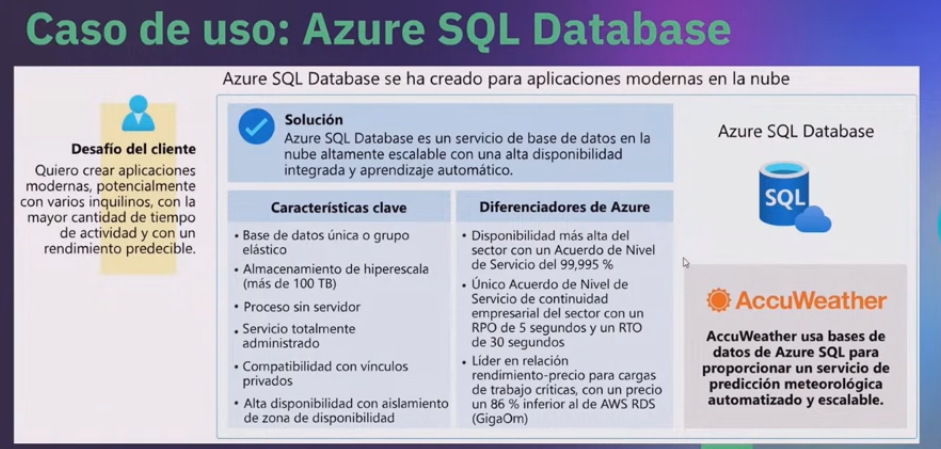 Caso de uso: Azure SQL Database
Azure SQL Database se ha creado para aplicaciones modernas en la nube
Desafío del cliente
Quiero crear aplicaciones
modernas, potencialmente
con varios inquilinos, con la
mayor cantidad de tiempo
de actividad y con un
rendimiento predecible.
Solución
Azure SQL Database es un servicio de base de datos en la
nube altamente escalable con una alta disponibilidad
integrada y aprendizaje automático.
Características clave
• Base de datos única o grupo
elástico
• Almacenamiento de hiperescala
(más de 100 TB)
• Proceso sin servidor
• Servicio totalmente
administrado
• Compatibilidad con vínculos
privados
• Alta disponibilidad con aislamiento
de zona de disponibilidad
Diferenciadores de Azure
• Disponibilidad más alta del
sector con un Acuerdo de Nivel
de Servicio del 99,995 %
• Único Acuerdo de Nivel de
Servicio de continuidad
empresarial del sector con un
RPO de 5 segundos y un RTO
de 30 segundos
• Líder en relación
rendimiento-precio para cargas
de trabajo críticas, con un precio
un 86 % inferior al de AWS RDS
(GigaOm)
Azure SQL Database
SQL
AccuWeather
AccuWeather usa bases de
datos de Azure SQL para
proporcionar un servicio de
predicción meteorológica
automatizado y escalable.